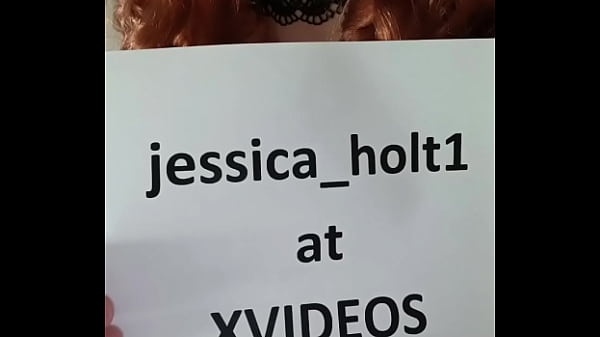 jessica_holt1
at
XVIDEOS